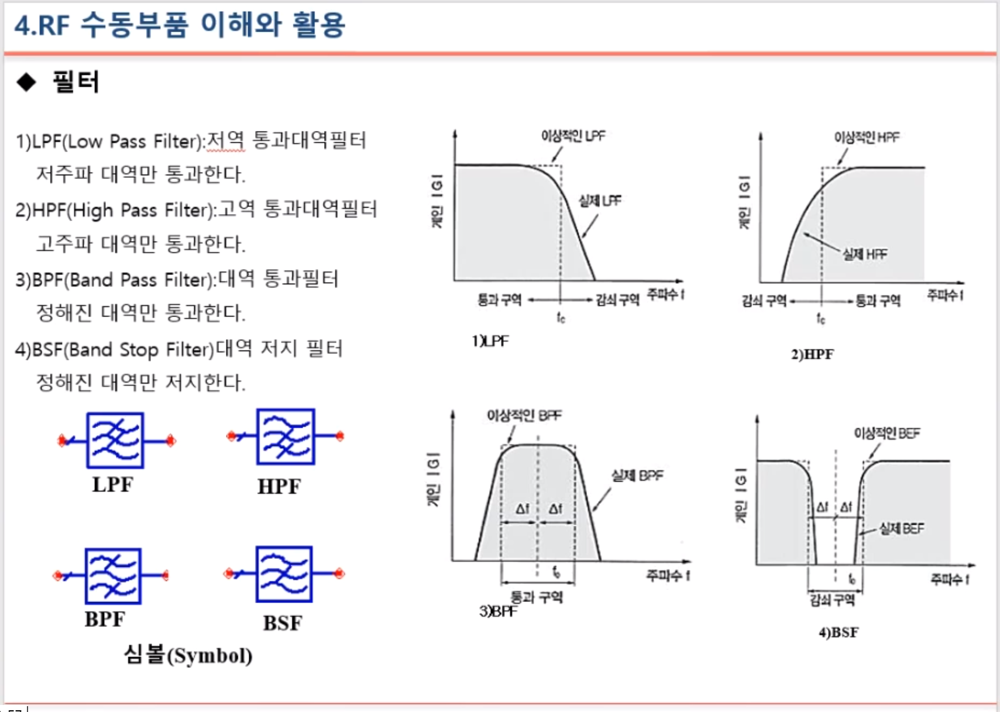 4.RF 수동부품 이해와 활용
◆ 필터
1)LPF(Low Pass Filter):저역 통과대역필터
저주파 대역만 통과한다.
2)HPF(High Pass Filter):고역 통과대역필터
고주파 대역만 통과한다.
3)BPF(Band Pass Filter):대역 통과필터
정해진 대역만 통과한다.
4)BSF(Band Stop Filter)대역 저지 필터
정해진 대역만 저지한다.
LPF
HPF
BPF
BSF
심볼(Symbol)
이상적인 LPF
게인 |G|
실제 LPF
통과 구역
감쇠 구역
주파수 f
fc
1)LPF
이상적인 HPF
게인 |G|
실제 HPF
감쇠 구역
통과 구역
주파수 f
fc
2)HPF
이상적인 BPF
게인 |G|
실제 BPF
Δf Δf
fo
주파수 f
통과 구역
3)BPF
이상적인 BEF
게인 |G|
Δf Δf
실제 BEF
fo
주파수 f
감쇠 구역
4)BSF